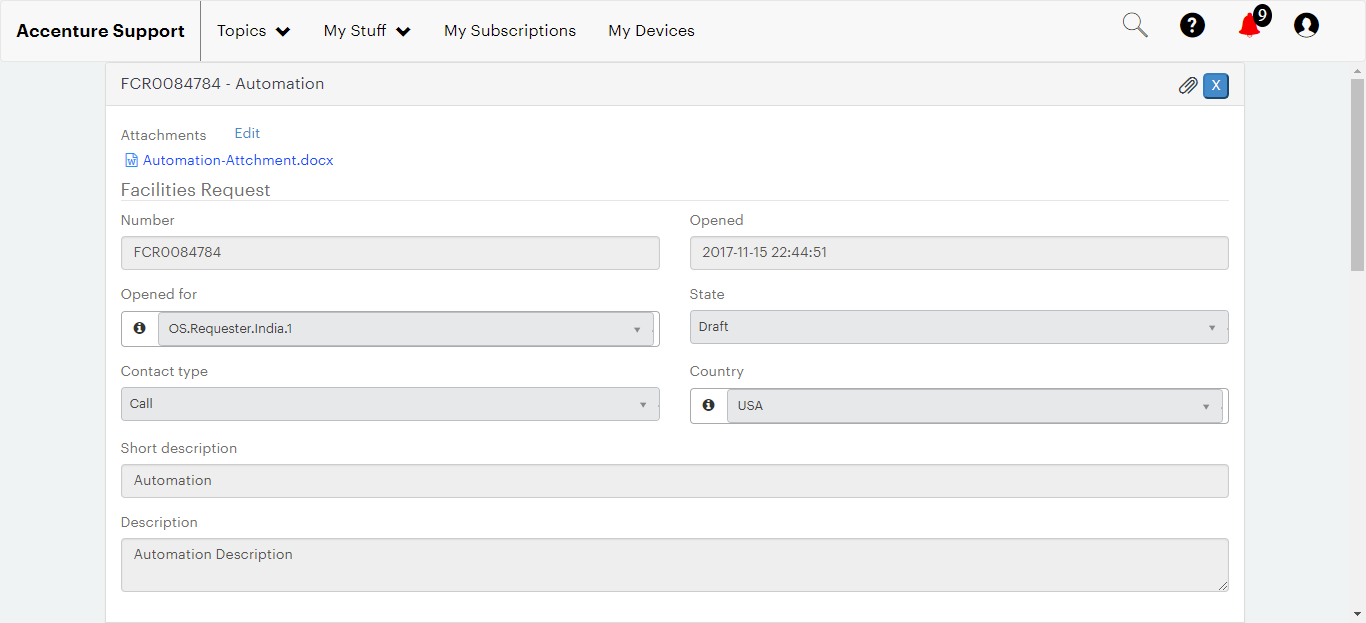 Accenture Support Topics My Stuff My Subscriptions My Devices ? 9
FCR0084784 - Automation X
Attachments Edit
Automation-Attchment.docx
Facilities Request
Number Opened
FCR0084784 2017-11-15 22:44:51
Opened for State
OS.Requester.India.1 Draft
Contact type Country
Call USA
Short description
Automation
Description
Automation Description